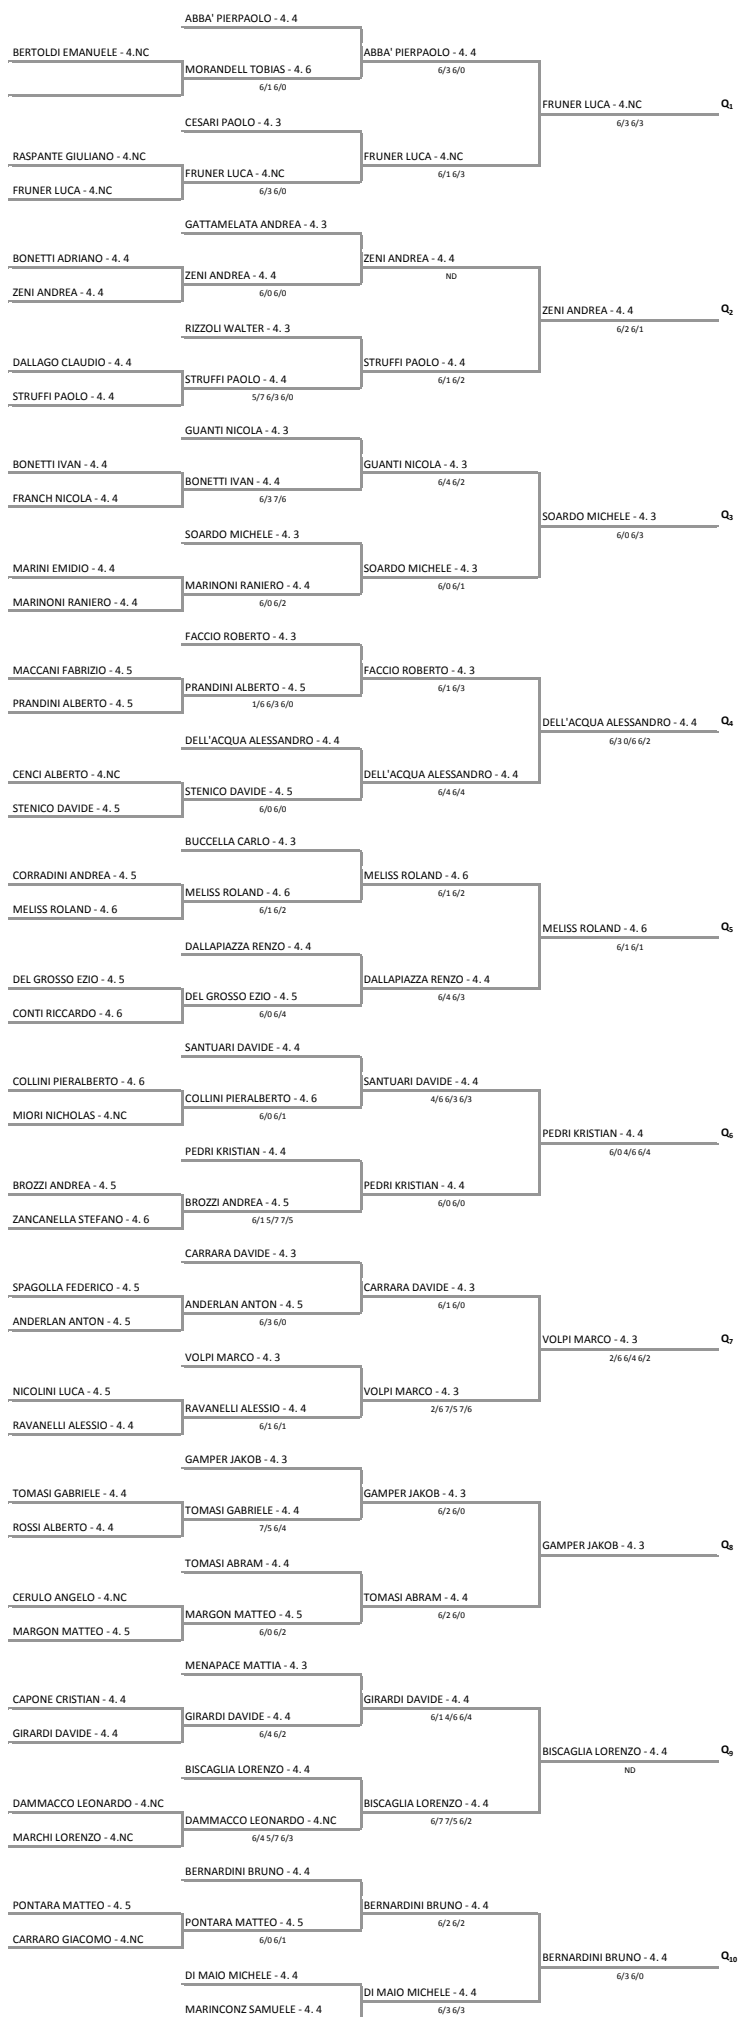 ABBA' PIERPAOLO - 4. 4
BERTOLDI EMANUELE - 4.NC
ABBA' PIERPAOLO - 4. 4
MORANDELL TOBIAS - 4. 6
6/3 6/0
6/1 6/0
FRUNER LUCA - 4.NC
Q1
CESARI PAOLO - 4. 3
6/3 6/3
RASPANTE GIULIANO - 4.NC
FRUNER LUCA - 4.NC
FRUNER LUCA - 4.NC
6/1 6/3
FRUNER LUCA - 4.NC
6/3 6/0
GATTAMELATA ANDREA - 4. 3
BONETTI ADRIANO - 4. 4
ZENI ANDREA - 4. 4
ZENI ANDREA - 4. 4
ND
ZENI ANDREA - 4. 4
6/0 6/0
ZENI ANDREA - 4. 4
Q2
RIZZOLI WALTER - 4. 3
6/2 6/1
DALLAGO CLAUDIO - 4. 4
STRUFFI PAOLO - 4. 4
STRUFFI PAOLO - 4. 4
6/1 6/2
STRUFFI PAOLO - 4. 4
5/7 6/3 6/0
GUANTI NICOLA - 4. 3
BONETTI IVAN - 4. 4
GUANTI NICOLA - 4. 3
BONETTI IVAN - 4. 4
6/4 6/2
FRANCH NICOLA - 4. 4
6/3 7/6
SOARDO MICHELE - 4. 3
Q3
SOARDO MICHELE - 4. 3
6/0 6/3
MARINI EMIDIO - 4. 4
SOARDO MICHELE - 4. 3
MARINONI RANIERO - 4. 4
6/0 6/1
MARINONI RANIERO - 4. 4
6/0 6/2
FACCIO ROBERTO - 4. 3
MACCANI FABRIZIO - 4. 5
FACCIO ROBERTO - 4. 3
PRANDINI ALBERTO - 4. 5
6/1 6/3
PRANDINI ALBERTO - 4. 5
1/6 6/3 6/0
DELL'ACQUA ALESSANDRO - 4. 4
Q4
DELL'ACQUA ALESSANDRO - 4. 4
6/3 0/6 6/2
CENCI ALBERTO - 4.NC
DELL'ACQUA ALESSANDRO - 4. 4
STENICO DAVIDE - 4. 5
6/4 6/4
STENICO DAVIDE - 4. 5
6/0 6/0
BUCCELLA CARLO - 4. 3
CORRADINI ANDREA - 4. 5
MELISS ROLAND - 4. 6
MELISS ROLAND - 4. 6
6/1 6/2
MELISS ROLAND - 4. 6
6/1 6/2
MELISS ROLAND - 4. 6
Q5
DALLAPIAZZA RENZO - 4. 4
6/1 6/1
DEL GROSSO EZIO - 4. 5
DALLAPIAZZA RENZO - 4. 4
DEL GROSSO EZIO - 4. 5
6/4 6/3
CONTI RICCARDO - 4. 6
6/0 6/4
SANTUARI DAVIDE - 4. 4
COLLINI PIERALBERTO - 4. 6
SANTUARI DAVIDE - 4. 4
COLLINI PIERALBERTO - 4. 6
4/6 6/3 6/3
MIORI NICHOLAS - 4.NC
6/0 6/1
PEDRI KRISTIAN - 4. 4
Q6
PEDRI KRISTIAN - 4. 4
6/0 4/6 6/4
BROZZI ANDREA - 4. 5
PEDRI KRISTIAN - 4. 4
BROZZI ANDREA - 4. 5
6/0 6/0
ZANCANELLA STEFANO - 4. 6
6/1 5/7 7/5
CARRARA DAVIDE - 4. 3
SPAGOLLA FEDERICO - 4. 5
CARRARA DAVIDE - 4. 3
ANDERLAN ANTON - 4. 5
6/1 6/0
ANDERLAN ANTON - 4. 5
6/3 6/0
VOLPI MARCO - 4. 3
Q7
VOLPI MARCO - 4. 3
2/6 6/4 6/2
NICOLINI LUCA - 4. 5
VOLPI MARCO - 4. 3
RAVANELLI ALESSIO - 4. 4
2/6 7/5 7/6
RAVANELLI ALESSIO - 4. 4
6/1 6/1
GAMPER JAKOB - 4. 3
TOMASI GABRIELE - 4. 4
GAMPER JAKOB - 4. 3
TOMASI GABRIELE - 4. 4
6/2 6/0
ROSSI ALBERTO - 4. 4
7/5 6/4
GAMPER JAKOB - 4. 3
Q8
TOMASI ABRAM - 4. 4
CERULO ANGELO - 4.NC
TOMASI ABRAM - 4. 4
MARGON MATTEO - 4. 5
6/2 6/0
MARGON MATTEO - 4. 5
6/0 6/2
MENAPACE MATTIA - 4. 3
CAPONE CRISTIAN - 4. 4
GIRARDI DAVIDE - 4. 4
GIRARDI DAVIDE - 4. 4
6/1 4/6 6/4
GIRARDI DAVIDE - 4. 4
6/4 6/2
BISCAGLIA LORENZO - 4. 4
Q9
BISCAGLIA LORENZO - 4. 4
ND
DAMMACCO LEONARDO - 4.NC
BISCAGLIA LORENZO - 4. 4
DAMMACCO LEONARDO - 4.NC
6/7 7/5 6/2
MARCHI LORENZO - 4.NC
6/4 5/7 6/3
BERNARDINI BRUNO - 4. 4
PONTARA MATTEO - 4. 5
BERNARDINI BRUNO - 4. 4
PONTARA MATTEO - 4. 5
6/2 6/2
CARRARO GIACOMO - 4.NC
6/0 6/1
BERNARDINI BRUNO - 4. 4
Q10
DI MAIO MICHELE - 4. 4
6/3 6/0
DI MAIO MICHELE - 4. 4
MARINCONZ SAMUELE - 4. 4
6/3 6/3